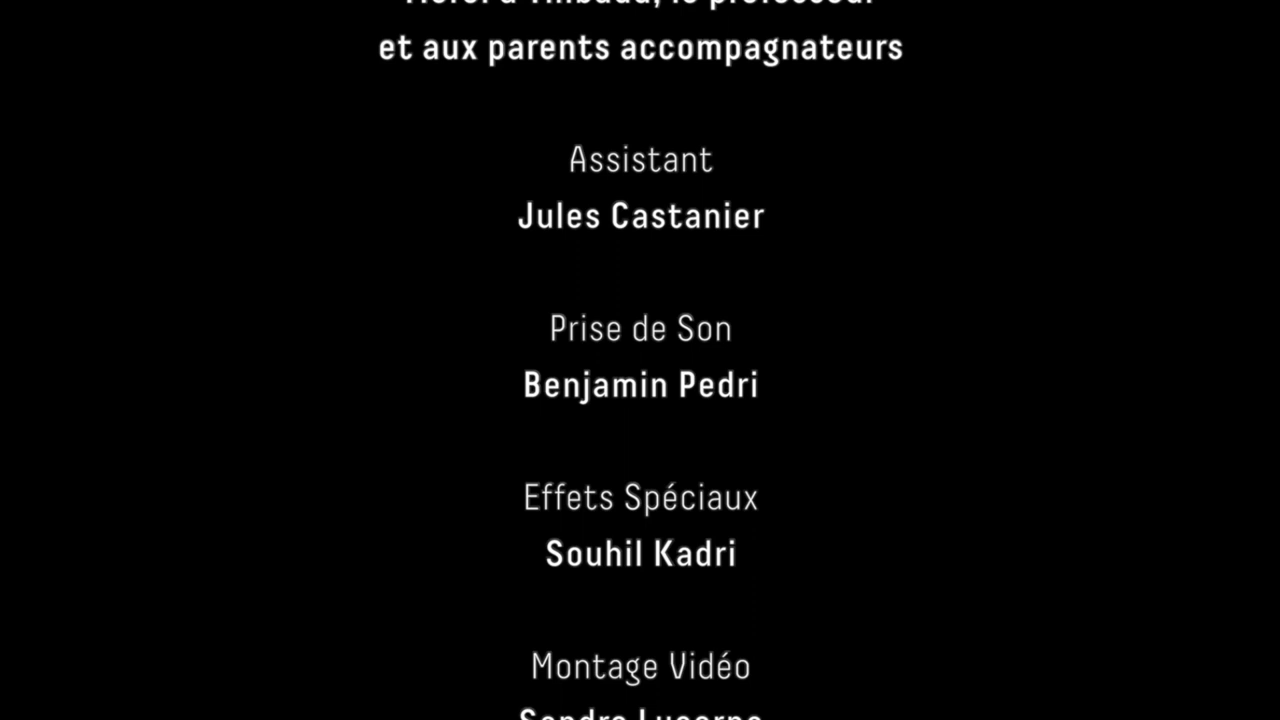 et aux parents accompagnateurs
Assistant
Jules Castanier
Prise de Son
Benjamin Pedri
Effets Spéciaux
Souhil Kadri
Montage Vidéo